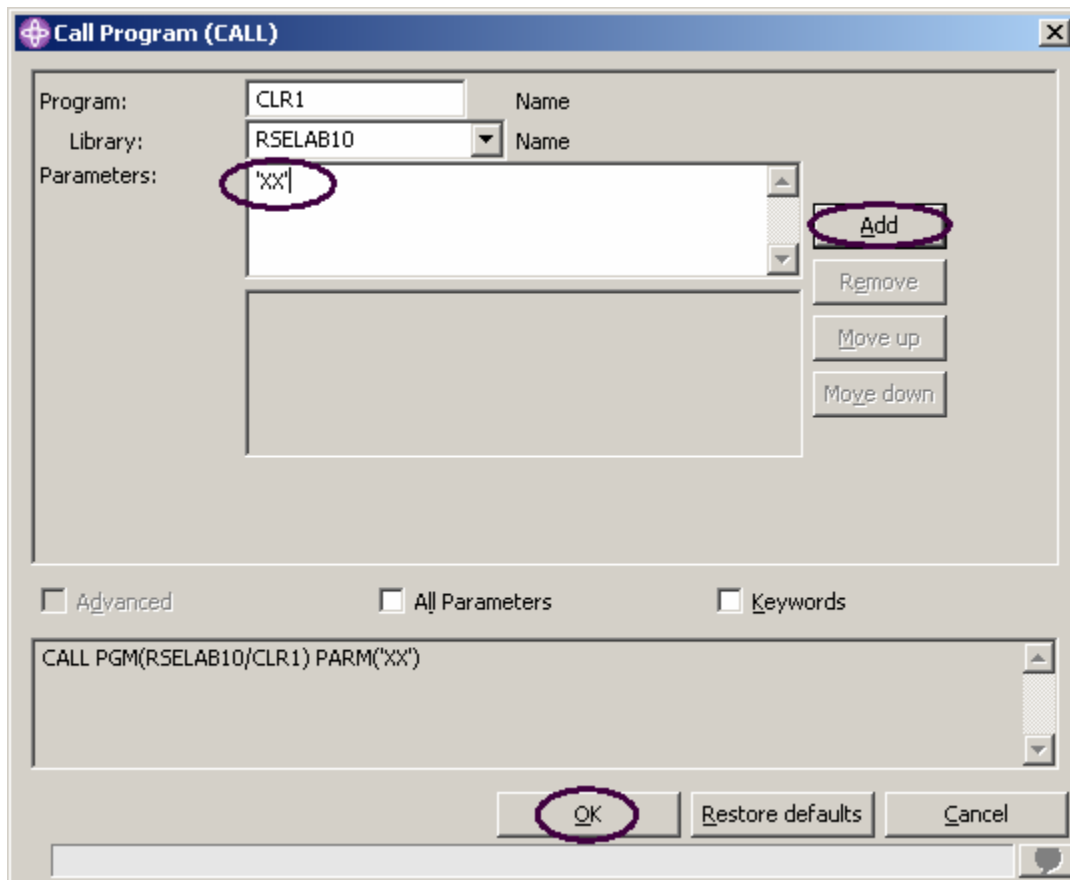 Call Program (CALL)
Program: CLR1 Name
Library: RSELAB10 Name
Parameters: 'XX'
Add
Remove
Move up
Move down
Advanced All Parameters Keywords
CALL PGM(RSELAB10/CLR1) PARM('XX')
OK Restore defaults Cancel